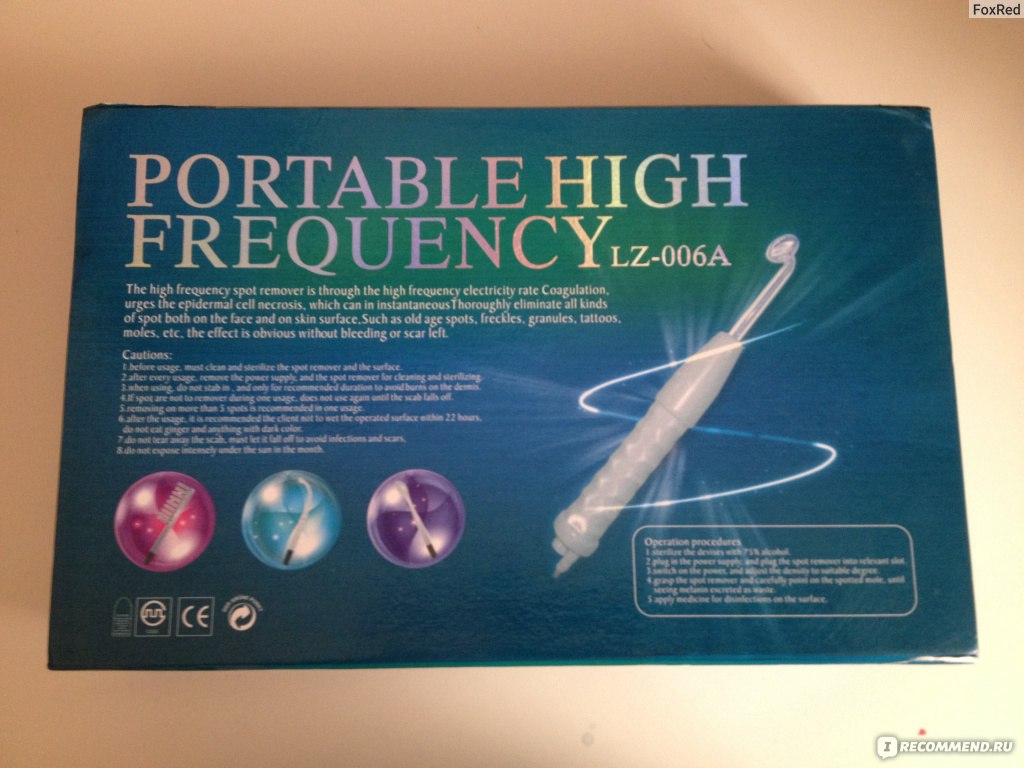 FoxRed
PORTABLE HIGH
FREQUENCY LZ-006A
The high frequency spot remover is through the high frequency electricity rate Coagulation,
urges the epidermal cell necrosis, which can in instantaneous Thoroughly eliminate all kinds
of spot both on the face and on skin surface,Such as old age spots, freckles, granules, tattoos,
moles, etc, the effect is obvious without bleeding or scar left.
Cautions:
1.before usage, must clean and sterilize the spot remover and the surface.
2.after every usage, remove the power supply, and the spot remover for cleaning and sterilizing.
3.when using, do not stab in , and only for recommended duration to avoid burns on the dermis.
4.If spot are not to remover during one usage, does not use again until the scab falls off.
5.removing on more than 5 spots is recommended in one usage.
6.after the usage, it is recommended the client not to wet the operated surface within 22 hours,
do not eat ginger and anything with dark color.
7.do not tear away the scab, must let it fall off to avoid infections and scars,
8.do not expose intensely under the sun in the month.
CE
Operation procedures
1.sterilize the devises with 75% alcohol.
2.plug in the power supply, and plug the spot remover into relevant slot.
3.switch on the power, and adjust the density to suitable degree.
4.grasp the spot remover and carefully point on the spotted mole, until
seeing melanin excreted as waste.
5.apply medicine for disinfections on the surface.
IRECOMMEND.RU